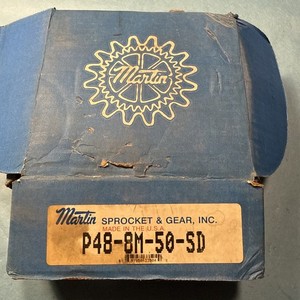 Martin
Martin SPROCKET & GEAR, INC.
MADE IN THE U.S.A.
P48-8M-50-SD